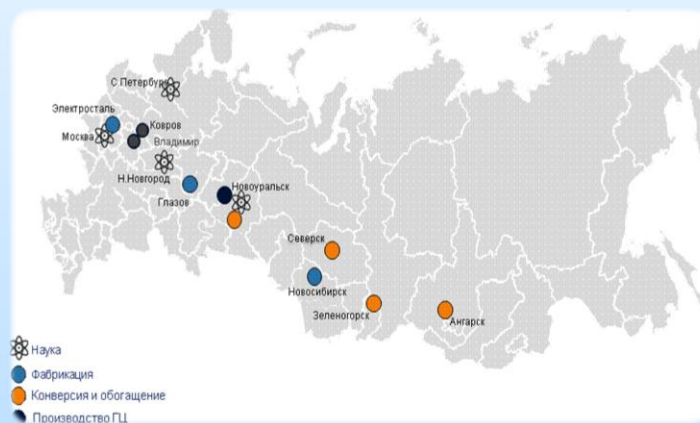 С Петербург
Электросталь
Ковров
Москва
Владимир
Н.Новгород
Новоуральск
Глазов
Северск
Новосибирск
Зеленогорск
Ангарск
Наука
Фабрикация
Конверсия и обогащение
Производство ГЦ